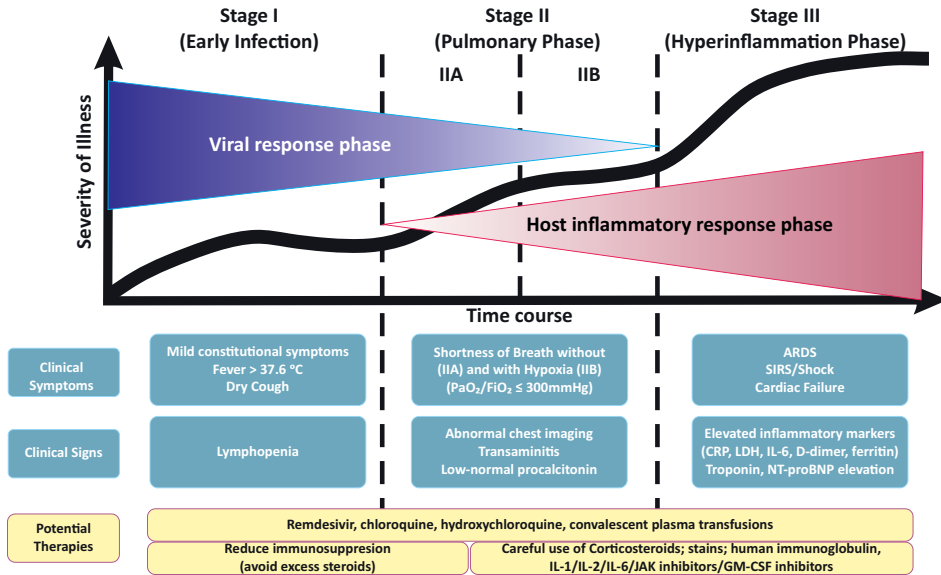 Stage I
(Early Infection)
Stage II
(Pulmonary Phase)
IIA
IIB
Stage III
(Hyperinflammation Phase)
Severity of Illness
Viral response phase
Host inflammatory response phase
Time course
Clinical
Symptoms
Mild constitutional symptoms
Fever > 37.6 °C
Dry Cough
Shortness of Breath without
(IIA) and with Hypoxia (IIB)
(PaO₂/FiO₂ ≤ 300mmHg)
ARDS
SIRS/Shock
Cardiac Failure
Clinical Signs
Lymphopenia
Abnormal chest imaging
Transaminitis
Low-normal procalcitonin
Elevated inflammatory markers
(CRP, LDH, IL-6, D-dimer, ferritin)
Troponin, NT-proBNP elevation
Potential
Therapies
Remdesivir, chloroquine, hydroxychloroquine, convalescent plasma transfusions
Reduce immunosuppresion
(avoid excess steroids)
Careful use of Corticosteroids; stains; human immunoglobulin,
IL-1/IL-2/IL-6/JAK inhibitors/GM-CSF inhibitors